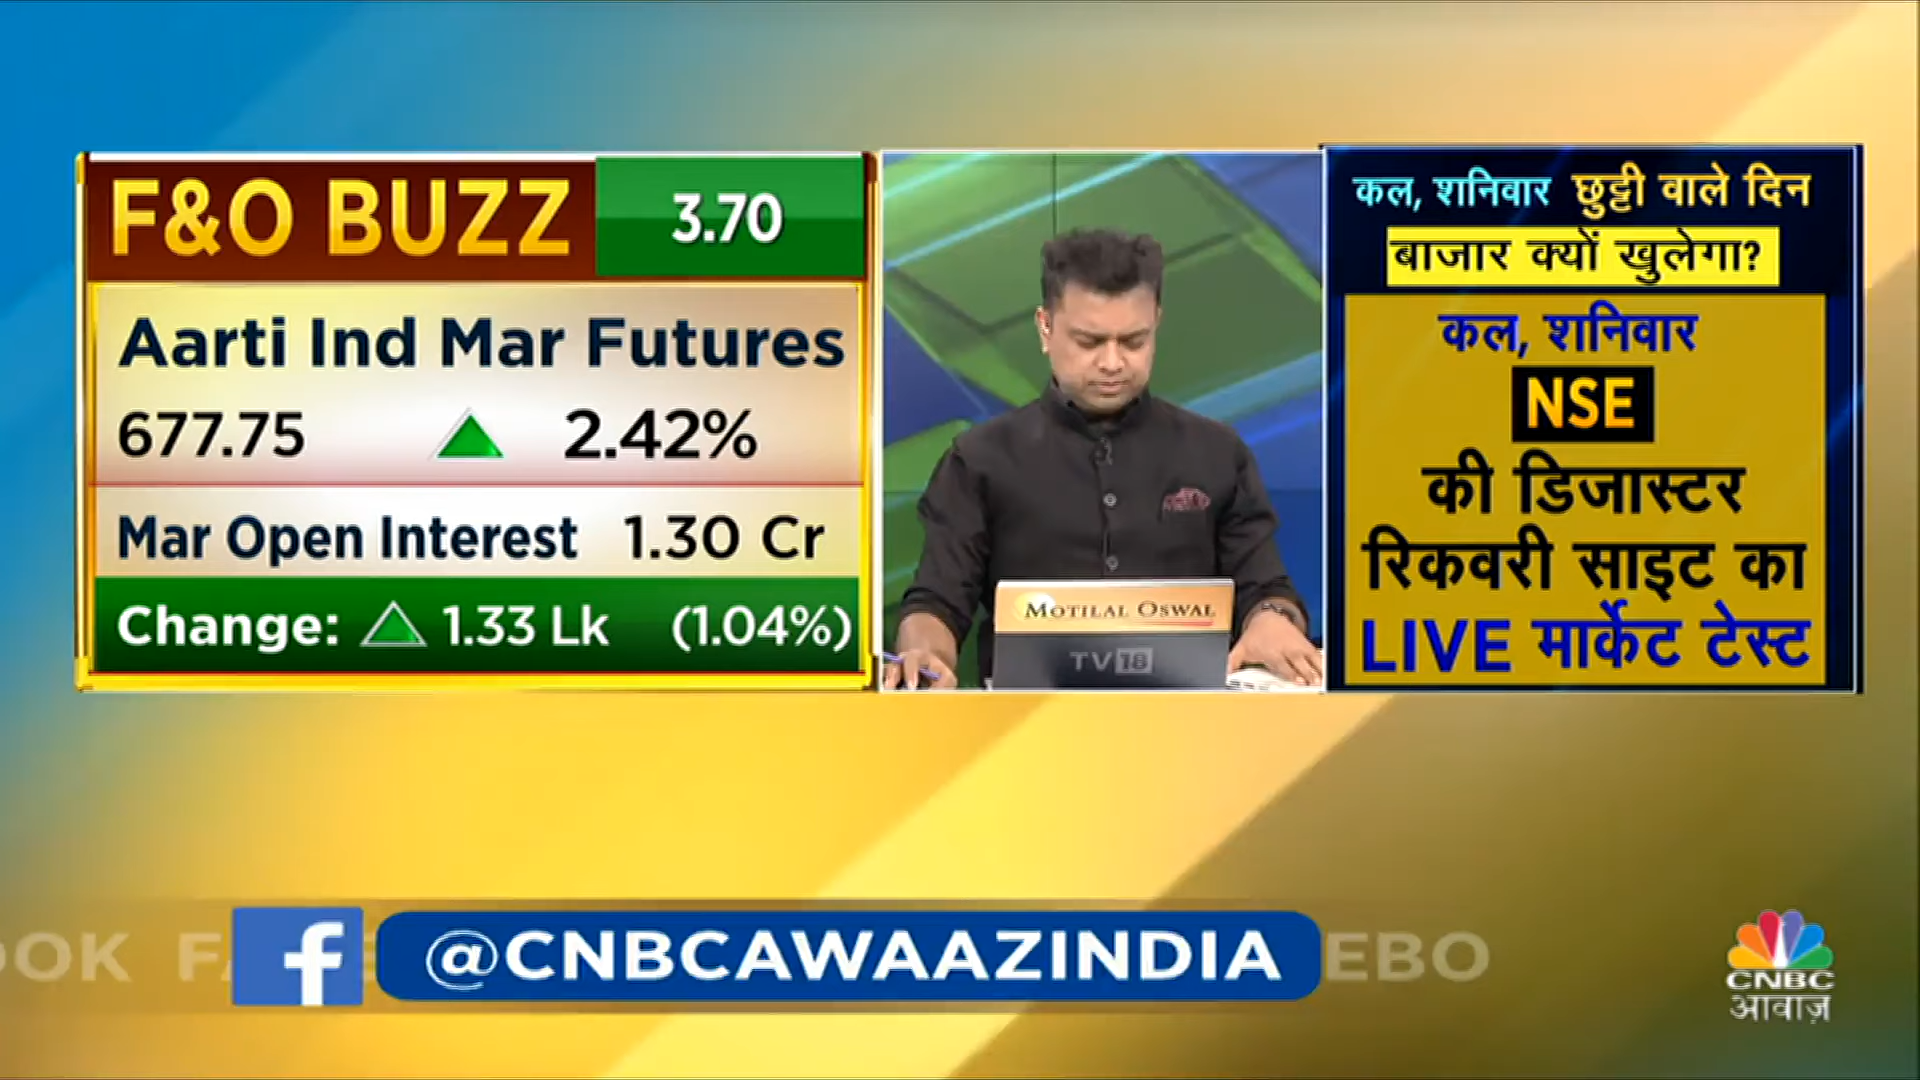 F&O BUZZ
3.70
Aarti Ind Mar Futures
677.75 2.42%
Mar Open Interest 1.30 Cr
Change: 1.33 Lk (1.04%)
MOTILAL OSWAL
TV18
कल, शनिवार छुट्टी वाले दिन
बाजार क्यों खुलेगा?
कल, शनिवार
NSE
की डिजास्टर
रिकवरी साइट का
LIVE मार्केट टेस्ट
f @CNBCAWAAZINDIA
CNBC
आवाज़